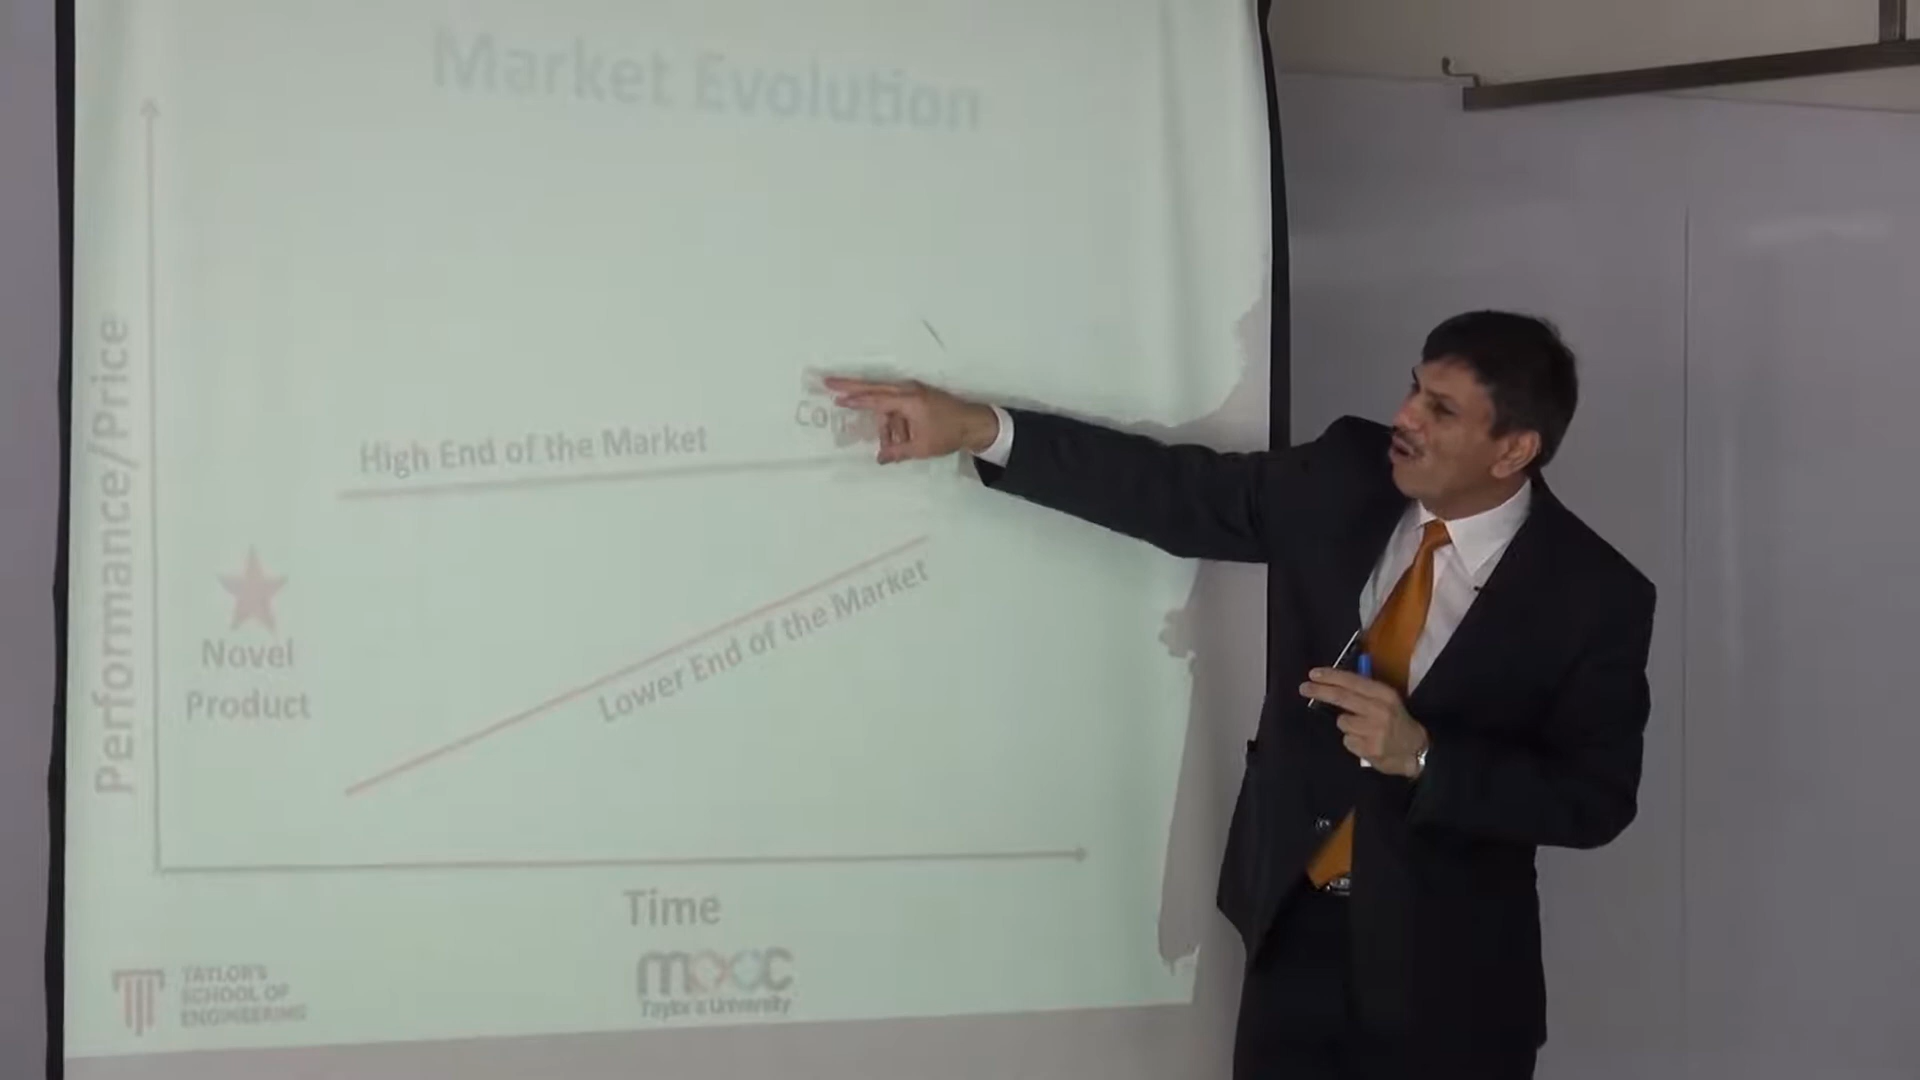 Market Evolution
Performance/Price
High End of the Market
Novel
Product
Lower End of the Market
Time
TAYLOR'S
SCHOOL OF
ENGINEERING
mooc
Taylor's University